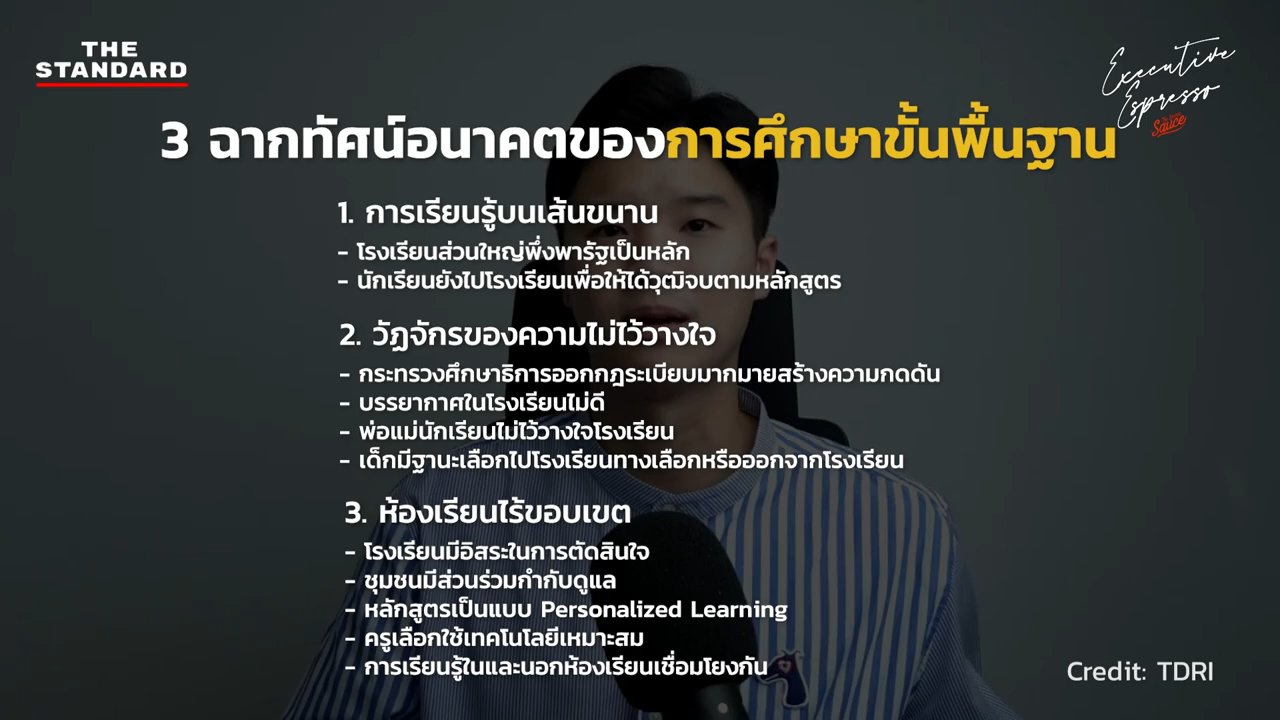 THE
STANDARD
Executive
Espresso
Sauce
3 ฉากทัศน์อนาคตของการศึกษาขั้นพื้นฐาน
1. การเรียนรู้บนเส้นขนาน
- โรงเรียนส่วนใหญ่พึ่งพารัฐเป็นหลัก
- นักเรียนยังไปโรงเรียนเพื่อให้ได้วุฒิจบตามหลักสูตร
2. วัฏจักรของความไม่ไว้วางใจ
- กระทรวงศึกษาธิการออกกฎระเบียบมากมายสร้างความกดดัน
- บรรยากาศในโรงเรียนไม่ดี
- พ่อแม่นักเรียนไม่ไว้วางใจโรงเรียน
- เด็กมีฐานะเลือกไปโรงเรียนทางเลือกหรือออกจากโรงเรียน
3. ห้องเรียนไร้ขอบเขต
- โรงเรียนมีอิสระในการตัดสินใจ
- ชุมชนมีส่วนร่วมกำกับดูแล
- หลักสูตรเป็นแบบ Personalized Learning
- ครูเลือกใช้เทคโนโลยีเหมาะสม
- การเรียนรู้ในและนอกห้องเรียนเชื่อมโยงกัน
Credit: TDRI